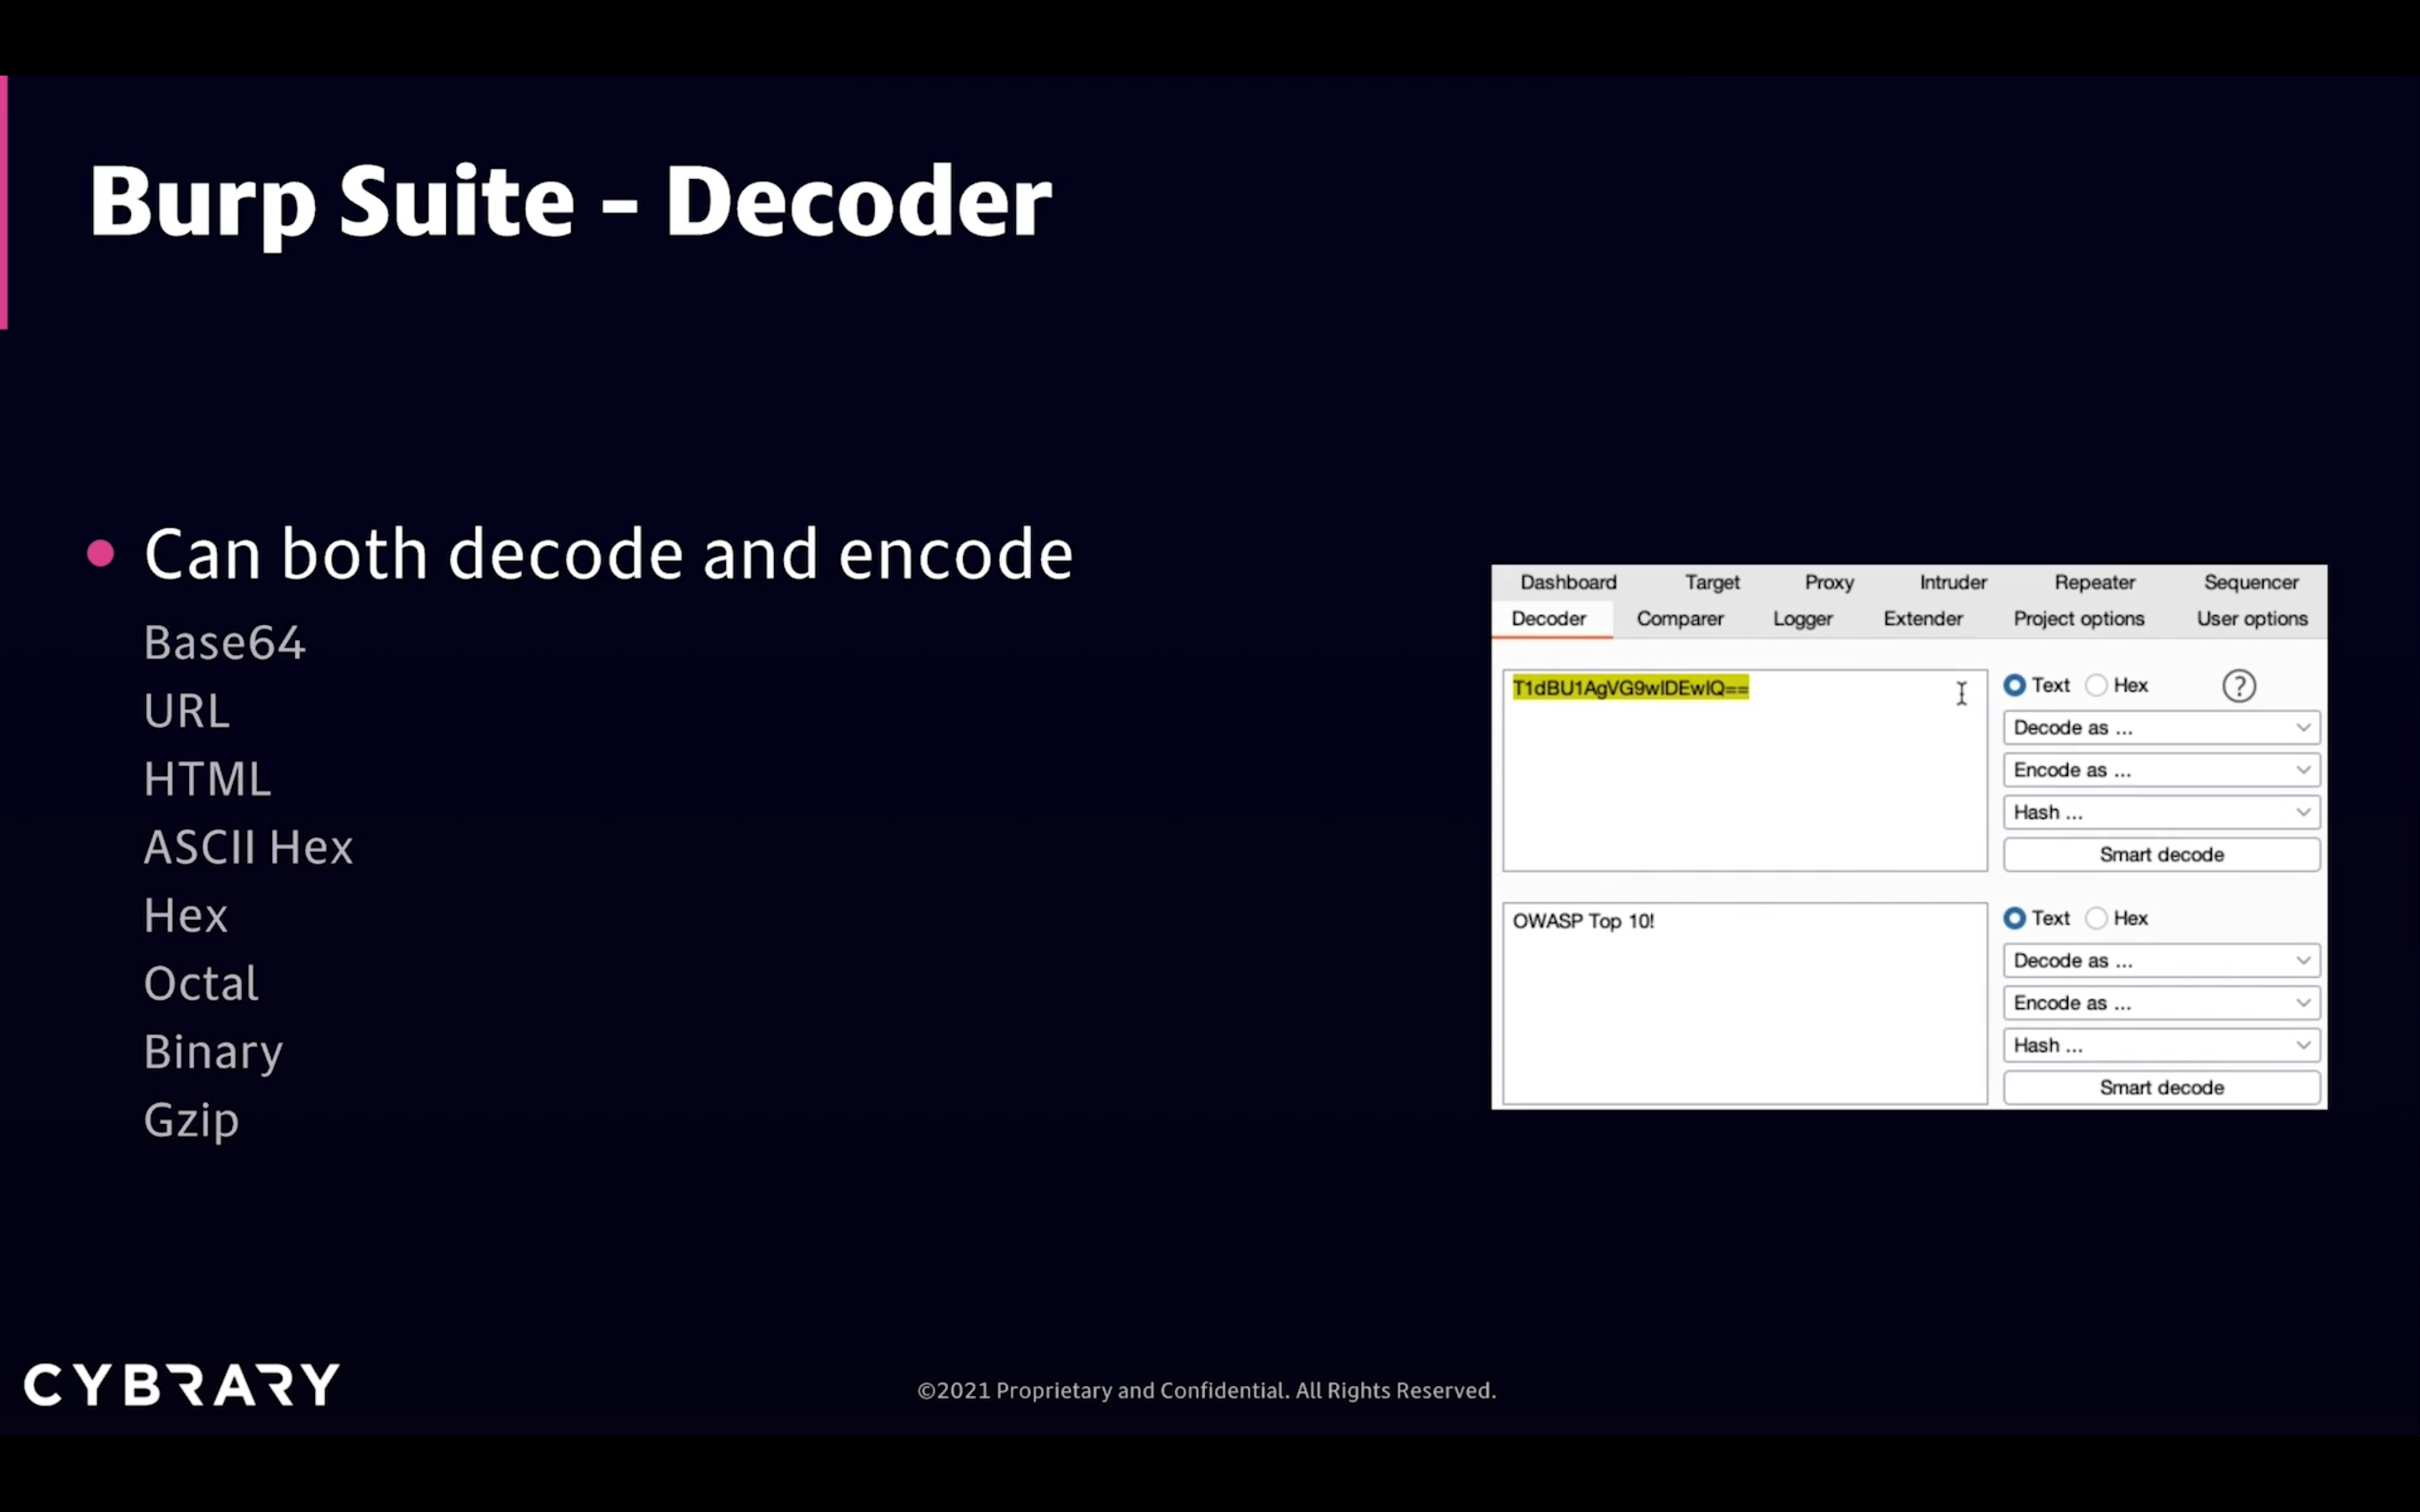 Burp Suite - Decoder
Can both decode and encode
Base64
URL
HTML
ASCII Hex
Hex
Octal
Binary
Gzip
Dashboard Target Proxy Intruder Repeater Sequencer
Decoder Comparer Logger Extender Project options User options
T1dBU1AgVG9wIDEwIQ==
Text Hex ?
Decode as ...
Encode as ...
Hash ...
Smart decode
OWASP Top 10!
Text Hex
Decode as ...
Encode as ...
Hash ...
Smart decode
CYBRARY
©2021 Proprietary and Confidential. All Rights Reserved.